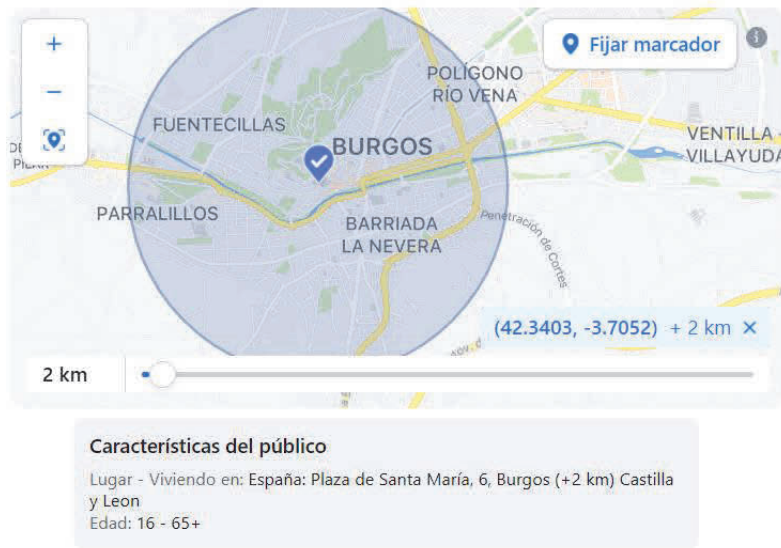 +
Fijar marcador
POLÍGONO
RÍO VENA
−
FUENTECILLAS
BURGOS
VENTILLA -
VILLAYUDA
PARRALILLOS
BARRIADA
LA NEVERA
Penetración de Cortes
(42.3403, -3.7052) + 2 km ×
2 km
Características del público
Lugar - Viviendo en: España: Plaza de Santa María, 6, Burgos (+2 km) Castilla
y Leon
Edad: 16 - 65+